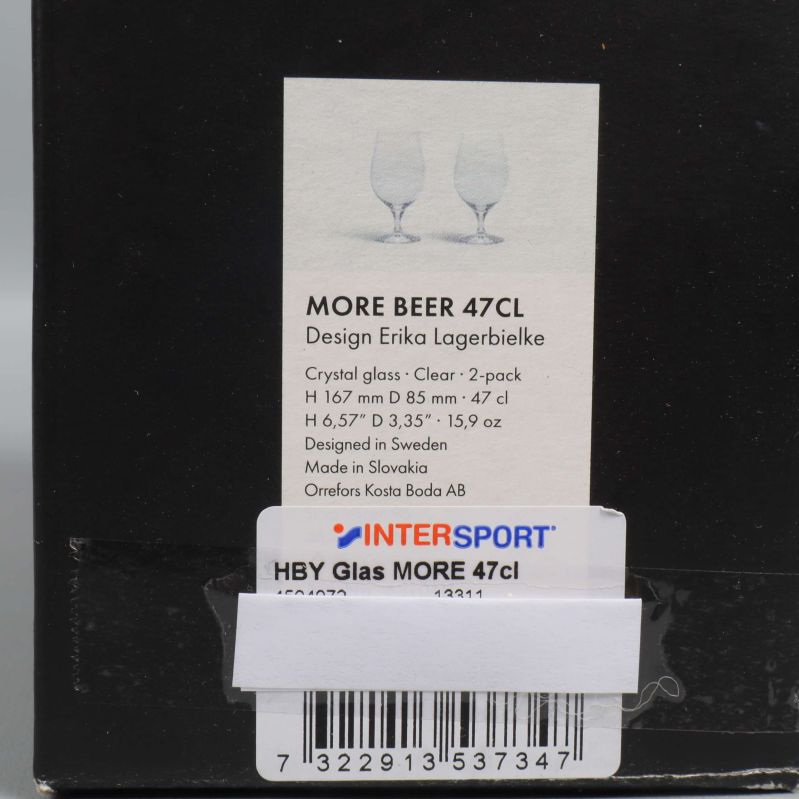 MORE BEER 47CL
Design Erika Lagerbielke
Crystal glass · Clear · 2-pack
H 167 mm D 85 mm · 47 cl
H 6,57” D 3,35” · 15,9 oz
Designed in Sweden
Made in Slovakia
Orrefors Kosta Boda AB
INTERSPORT
HBY Glas MORE 47cl
13311
7 322913 537347